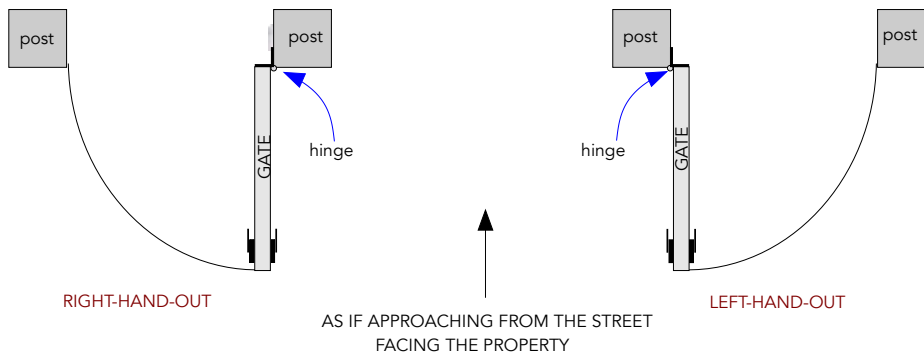 post
post
post
post
GATE
GATE
hinge
hinge
RIGHT-HAND-OUT
LEFT-HAND-OUT
AS IF APPROACHING FROM THE STREET
FACING THE PROPERTY